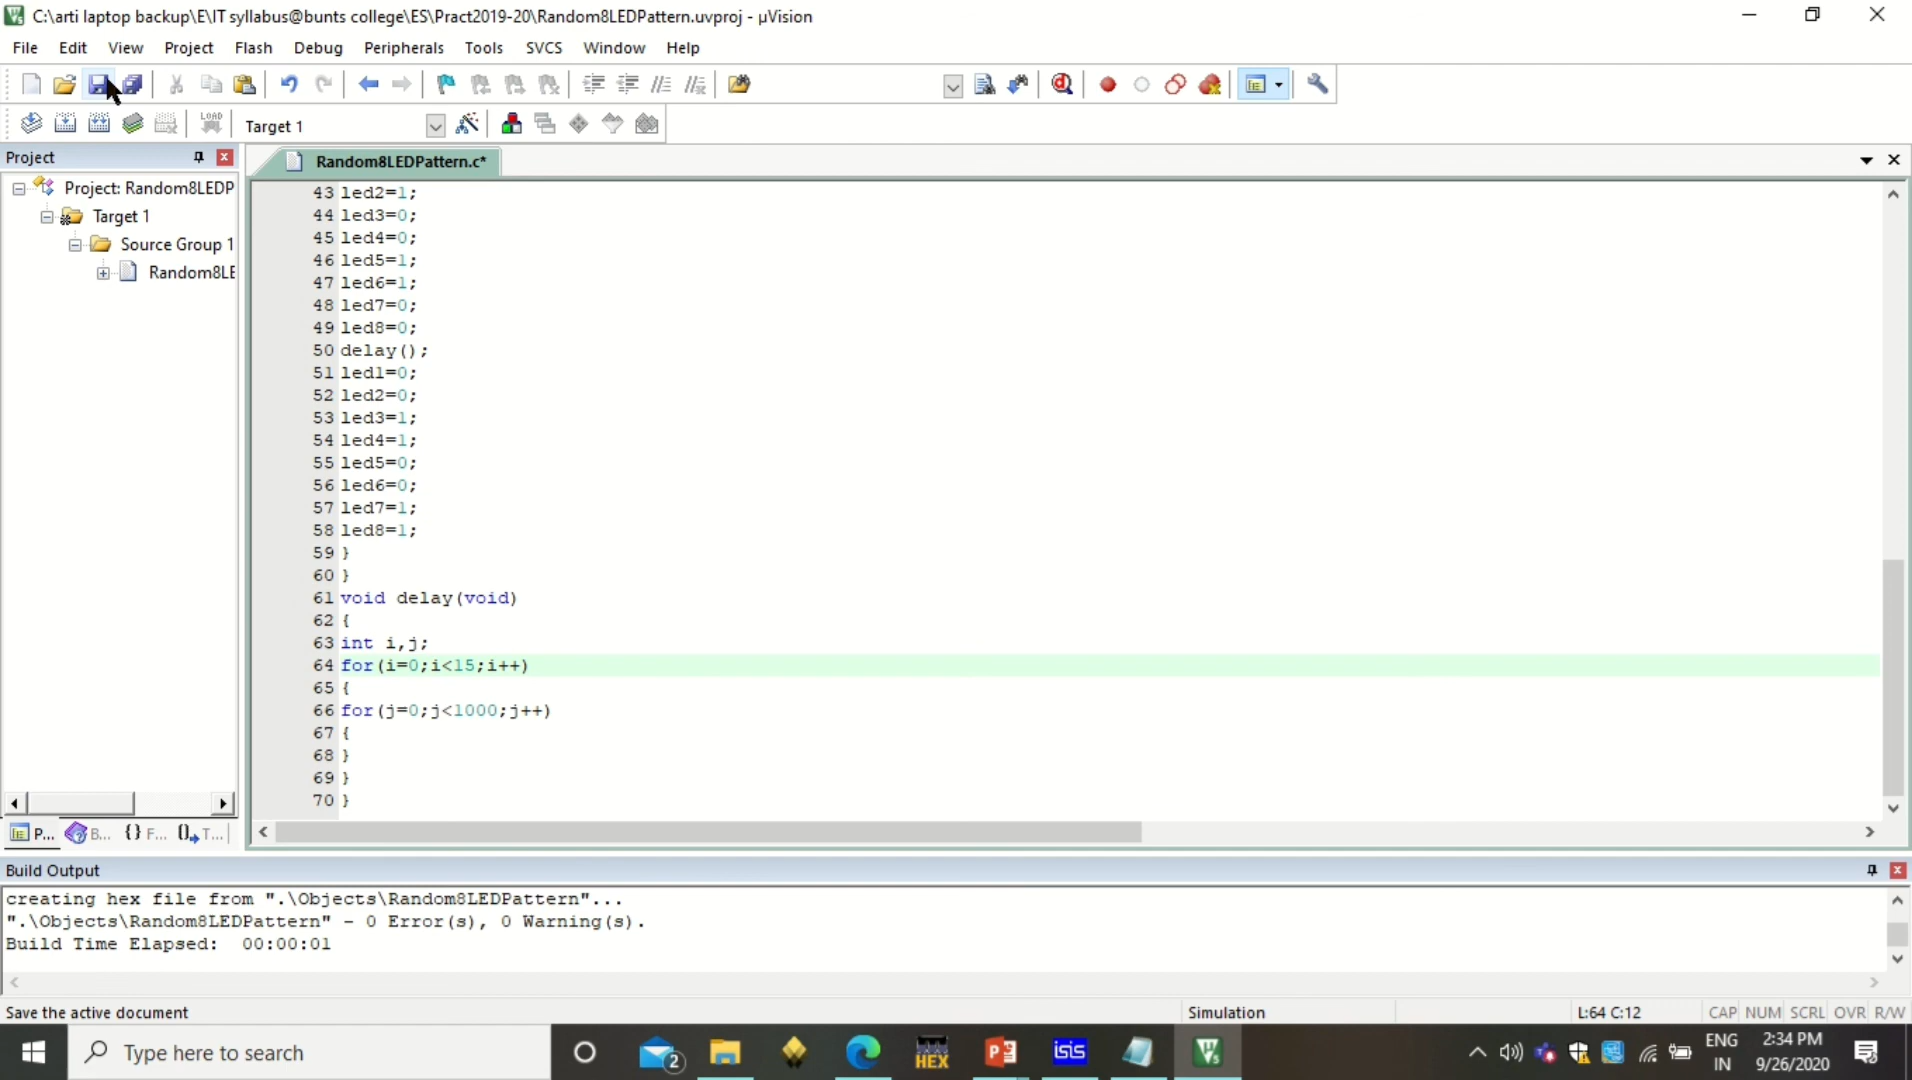 C:\arti laptop backup\E\IT syllabus@bunts college\ES\Pract2019-20\Random8LEDPattern.uvproj - µVision
File Edit View Project Flash Debug Peripherals Tools SVCS Window Help
LOAD
Target 1
Project
Random8LEDPattern.c*
Project: Random8LEDP
Target 1
Source Group 1
Random8LE
43 led2=1;
44 led3=0;
45 led4=0;
46 led5=1;
47 led6=1;
48 led7=0;
49 led8=0;
50 delay();
51 led1=0;
52 led2=0;
53 led3=1;
54 led4=1;
55 led5=0;
56 led6=0;
57 led7=1;
58 led8=1;
59 }
60 }
61 void delay(void)
62 {
63 int i,j;
64 for(i=0;i<15;i++)
65 {
66 for(j=0;j<1000;j++)
67 {
68 }
69 }
70 }
P... B... {} F... T...
Build Output
creating hex file from ".\Objects\Random8LEDPattern"...
".\Objects\Random8LEDPattern" - 0 Error(s), 0 Warning(s).
Build Time Elapsed:  00:00:01
Save the active document
Simulation
L:64 C:12
CAP NUM SCRL OVR R/W
Type here to search
2
HEX
isis
ENG
IN
2:34 PM
9/26/2020